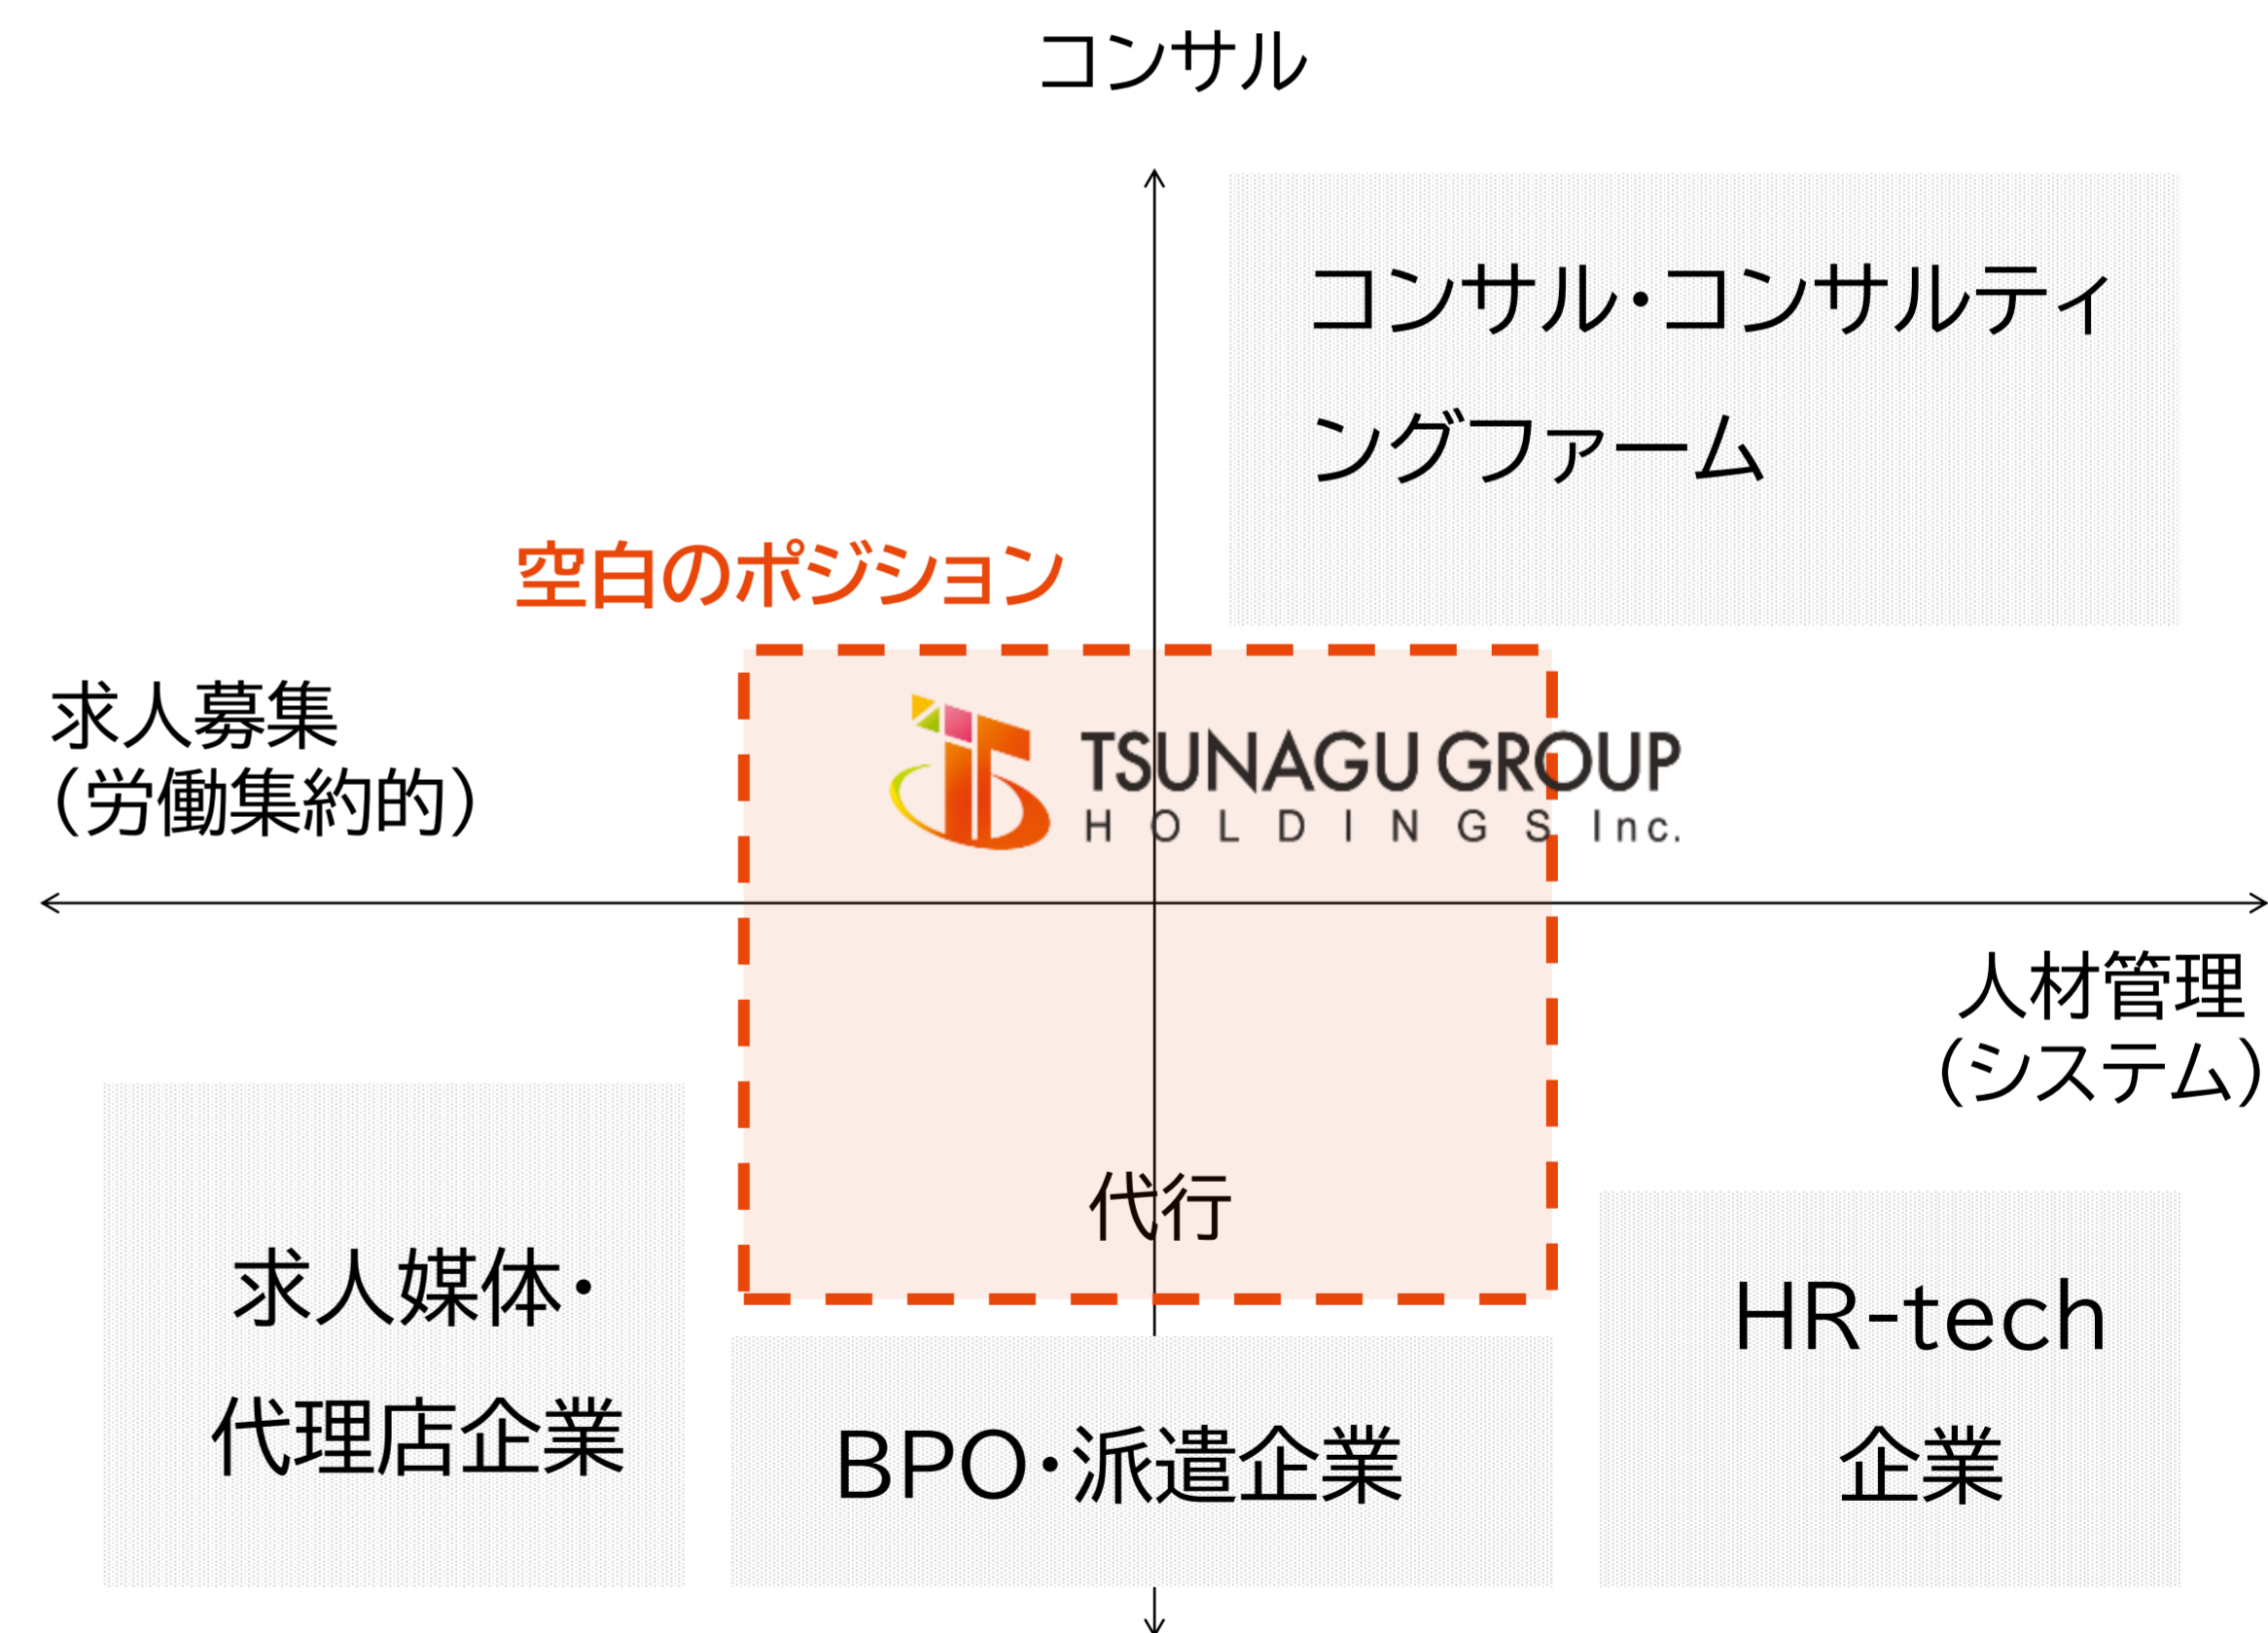 コンサル
コンサル・コンサルティ
ングファーム
空白のポジション
求人募集
（労働集約的）
TSUNAGU GROUP
HOLDINGS Inc.
人材管理
（システム）
代行
求人媒体・
代理店企業
BPO・派遣企業
HR-tech
企業